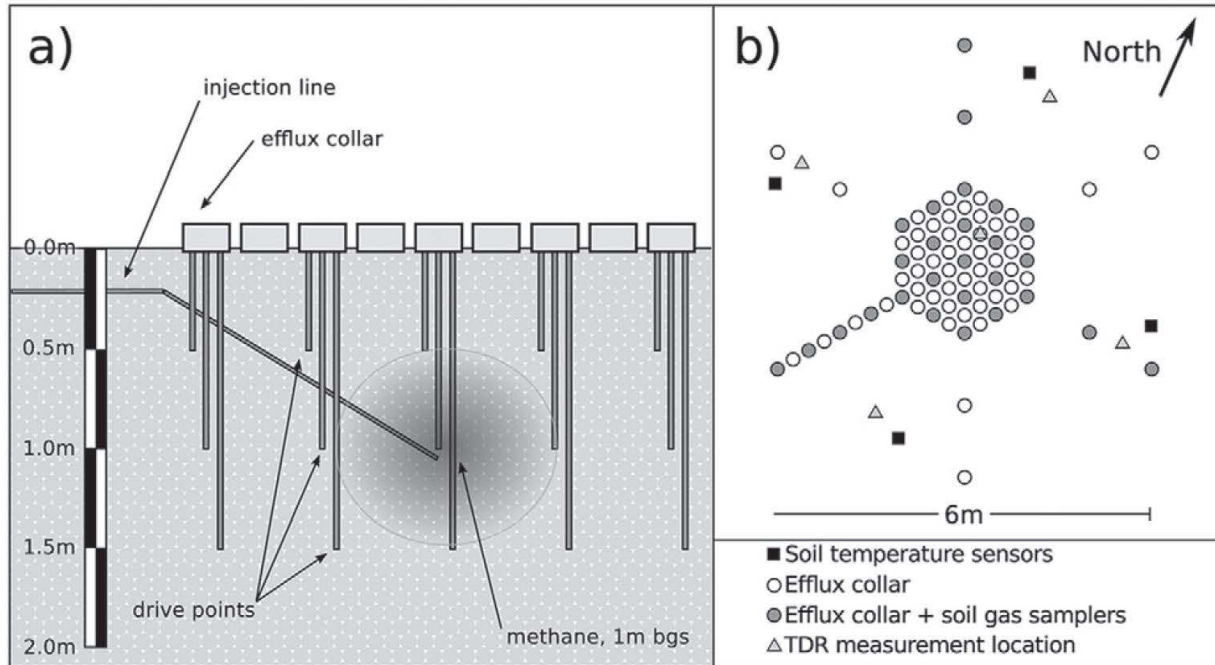 a)
injection line
efflux collar
0.0m
0.5m
1.0m
1.5m
2.0m
drive points
methane, 1m bgs
b)
North
6m
Soil temperature sensors
Efflux collar
Efflux collar + soil gas samplers
TDR measurement location